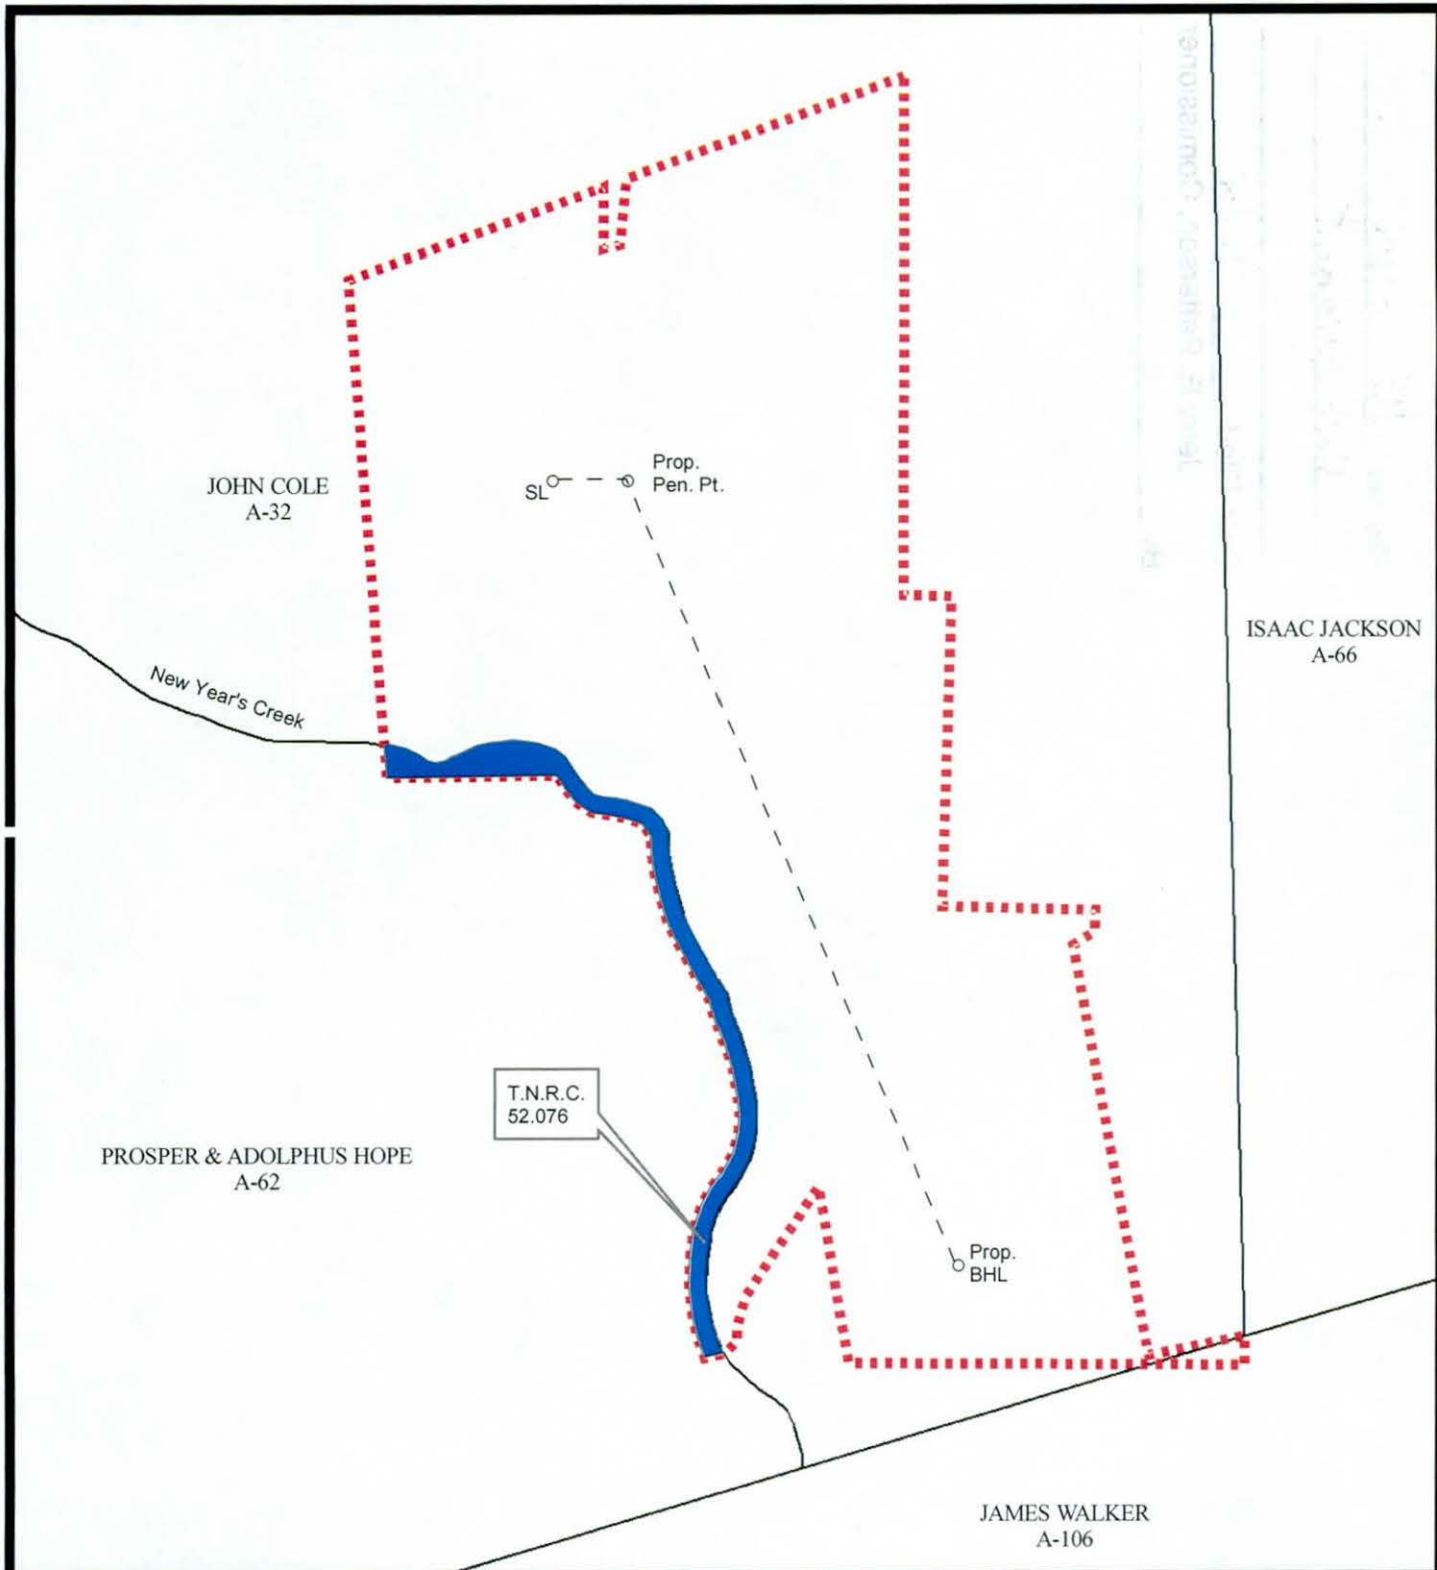 Prop.
Pen. Pt.
SL
JOHN COLE
A-32
ISAAC JACKSON
A-66
New Year's Creek
T.N.R.C.
52.076
PROSPER & ADOLPHUS HOPE
A-62
Prop.
BHL
JAMES WALKER
A-106